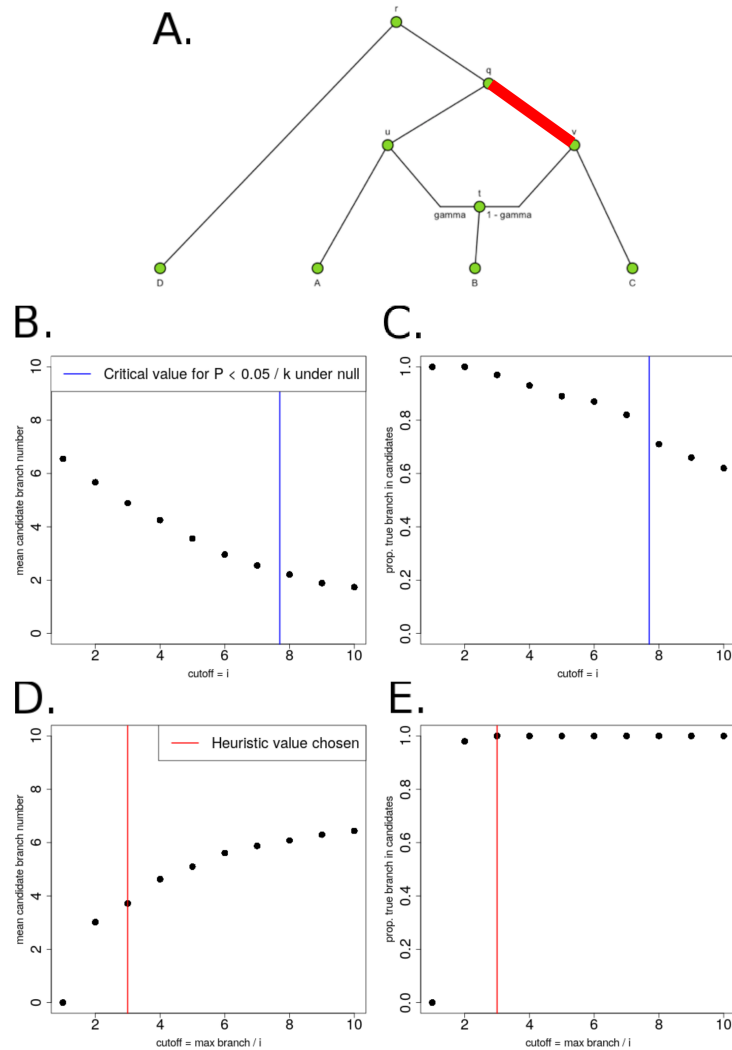 A.
r
q
u
v
t
gamma
1 - gamma
D
A
B
C
B.
Critical value for P < 0.05 / k under null
mean candidate branch number
0
2
4
6
8
10
2
4
6
8
10
cutoff = i
C.
prop. true branch in candidates
0.0
0.2
0.4
0.6
0.8
1.0
2
4
6
8
10
cutoff = i
D.
Heuristic value chosen
mean candidate branch number
0
2
4
6
8
10
2
4
6
8
10
cutoff = max branch / i
E.
prop. true branch in candidates
0.0
0.2
0.4
0.6
0.8
1.0
2
4
6
8
10
cutoff = max branch / i